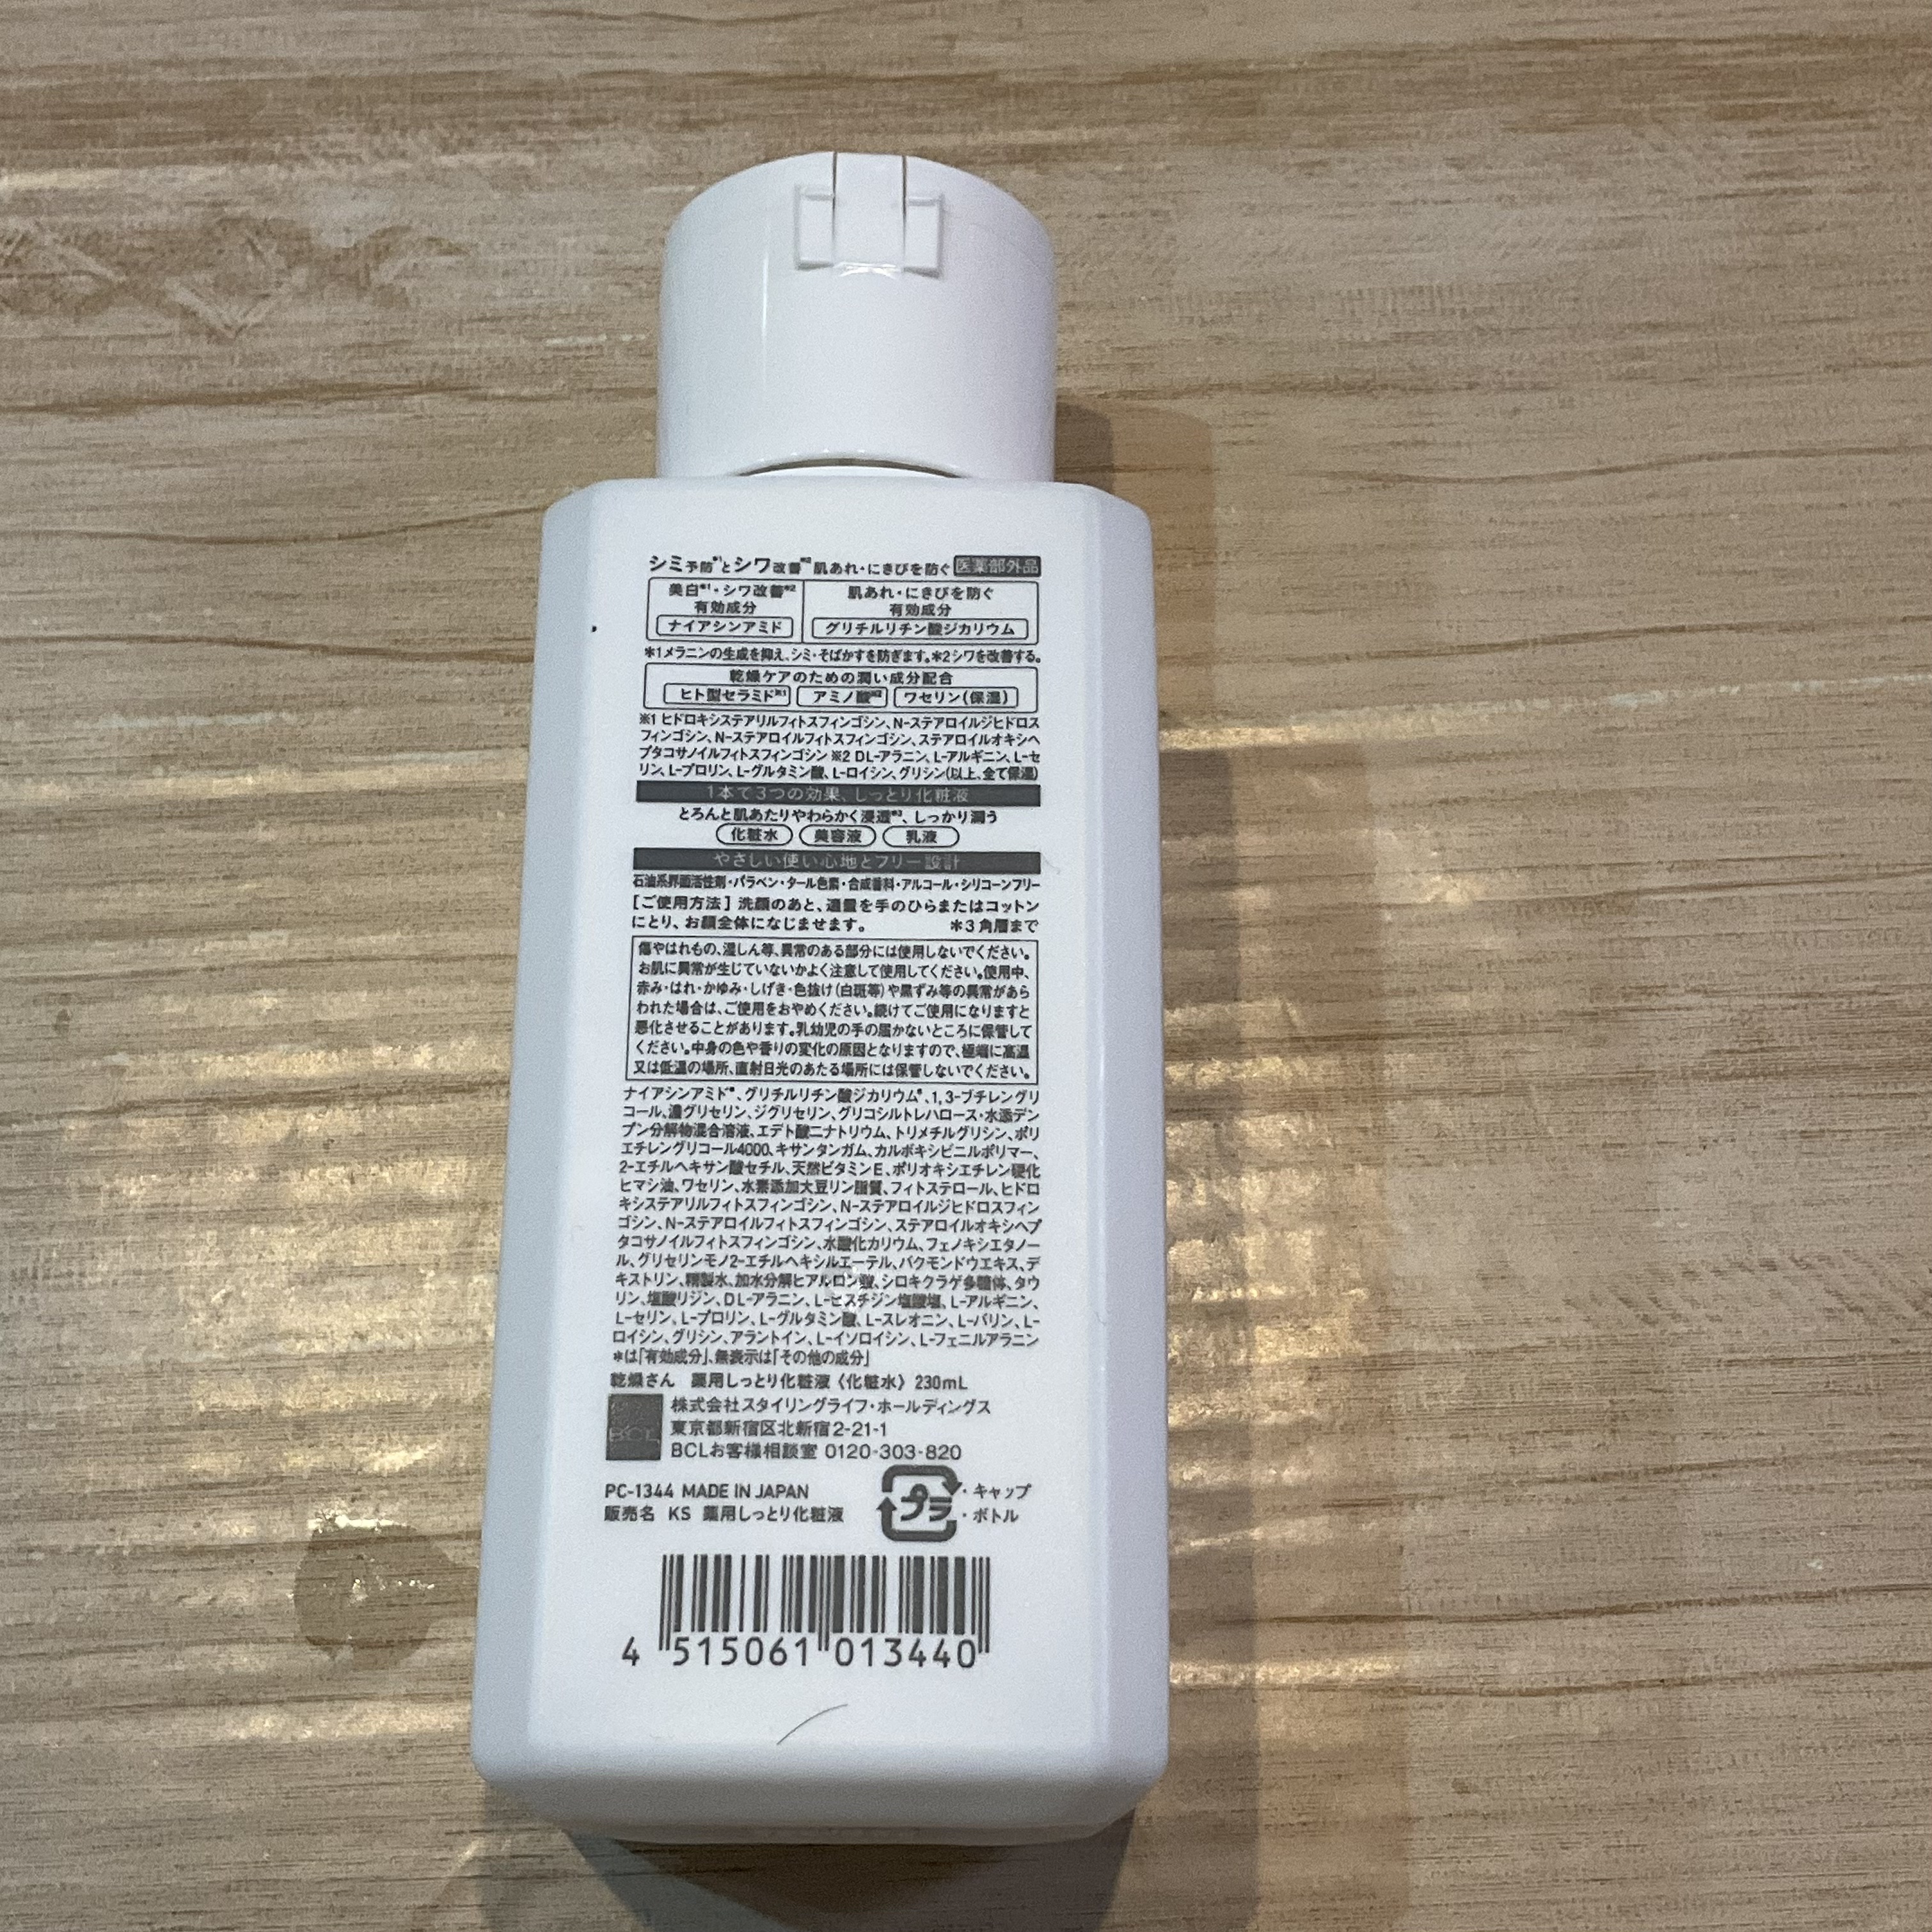 シミ予防*1とシワ改善*2肌あれ・にきびを防ぐ 医薬部外品
美白*1・シワ改善*2
有効成分
ナイアシンアミド
肌あれ・にきびを防ぐ
有効成分
グリチルリチン酸ジカリウム
*1メラニンの生成を抑え、シミ・そばかすを防ぎます。*2シワを改善する。
乾燥ケアのための潤い成分配合
ヒト型セラミド※1 アミノ酸※2 ワセリン(保湿)
※1 ヒドロキシステアリルフィトスフィンゴシン、N-ステアロイルジヒドロス
フィンゴシン、N-ステアロイルフィトスフィンゴシン、ステアロイルオキシヘ
プタコサノイルフィトスフィンゴシン ※2 DL-アラニン、L-アルギニン、L-セ
リン、L-プロリン、L-グルタミン酸、L-ロイシン、グリシン(以上、全て保湿)
1本で3つの効果、しっとり化粧液
とろんと肌あたりやわらかく浸透*3、しっかり潤う
化粧水 美容液 乳液
やさしい使い心地とフリー設計
石油系界面活性剤・パラベン・タール色素・合成香料・アルコール・シリコーンフリー
[ご使用方法] 洗顔のあと、適量を手のひらまたはコットン
にとり、お顔全体になじませます。 *3 角層まで
傷やはれもの、湿しん等、異常のある部分には使用しないでください。
お肌に異常が生じていないかよく注意して使用してください。使用中、
赤み・はれ・かゆみ・しげき・色抜け(白斑等)や黒ずみ等の異常があら
われた場合は、ご使用をおやめください。続けてご使用になりますと
悪化させることがあります。乳幼児の手の届かないところに保管して
ください。中身の色や香りの変化の原因となりますので、極端に高温
又は低温の場所、直射日光のあたる場所には保管しないでください。
ナイアシンアミド*、グリチルリチン酸ジカリウム*、1,3-ブチレングリ
コール、濃グリセリン、ジグリセリン、グリコシルトレハロース・水添デン
プン分解物混合溶液、エデト酸二ナトリウム、トリメチルグリシン、ポリ
エチレングリコール4000、キサンタンガム、カルボキシビニルポリマー、
2-エチルヘキサン酸セチル、天然ビタミンE、ポリオキシエチレン硬化
ヒマシ油、ワセリン、水素添加大豆リン脂質、フィトステロール、ヒドロ
キシステアリルフィトスフィンゴシン、N-ステアロイルジヒドロスフィン
ゴシン、N-ステアロイルフィトスフィンゴシン、ステアロイルオキシヘプ
タコサノイルフィトスフィンゴシン、水酸化カリウム、フェノキシエタノー
ル、グリセリンモノ2-エチルヘキシルエーテル、バクモンドウエキス、デ
キストリン、精製水、加水分解ヒアルロン酸、シロキクラゲ多糖体、タウ
リン、塩酸リジン、DL-アラニン、L-ヒスチジン塩酸塩、L-アルギニン、
L-セリン、L-プロリン、L-グルタミン酸、L-スレオニン、L-バリン、L-
ロイシン、グリシン、アラントイン、L-イソロイシン、L-フェニルアラニン
*は「有効成分」、無表示は「その他の成分」
乾燥さん 薬用しっとり化粧液〈化粧水〉230mL
BCL
株式会社スタイリングライフ・ホールディングス
東京都新宿区北新宿2-21-1
BCLお客様相談室 0120-303-820
PC-1344 MADE IN JAPAN
販売名 KS 薬用しっとり化粧液
プラ
・キャップ
・ボトル
4 515061 013440